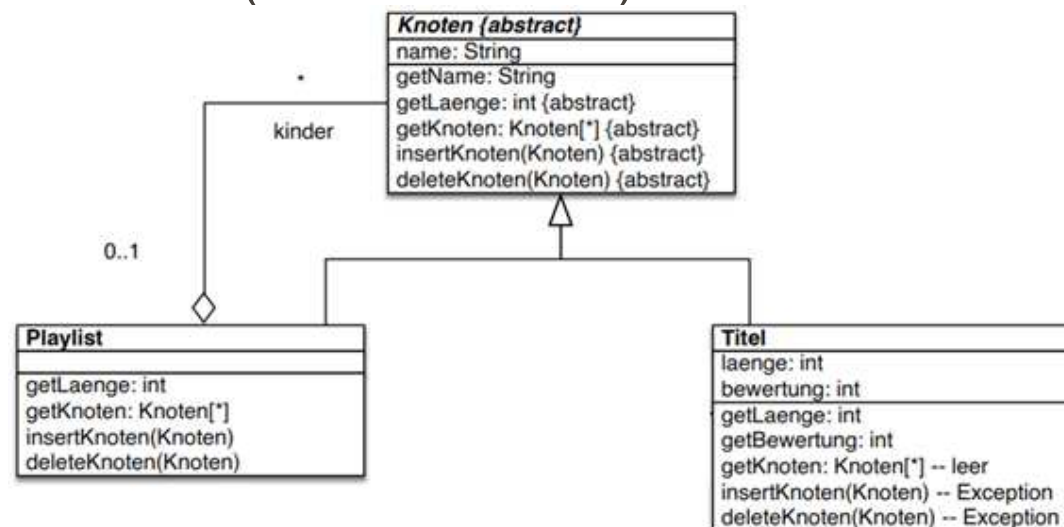 Knoten {abstract}
name: String
getName: String
getLaenge: int {abstract}
getKnoten: Knoten[*] {abstract}
insertKnoten(Knoten) {abstract}
deleteKnoten(Knoten) {abstract}
*
kinder
0..1
Playlist
getLaenge: int
getKnoten: Knoten[*]
insertKnoten(Knoten)
deleteKnoten(Knoten)
Titel
laenge: int
bewertung: int
getLaenge: int
getBewertung: int
getKnoten: Knoten[*] -- leer
insertKnoten(Knoten) -- Exception
deleteKnoten(Knoten) -- Exception